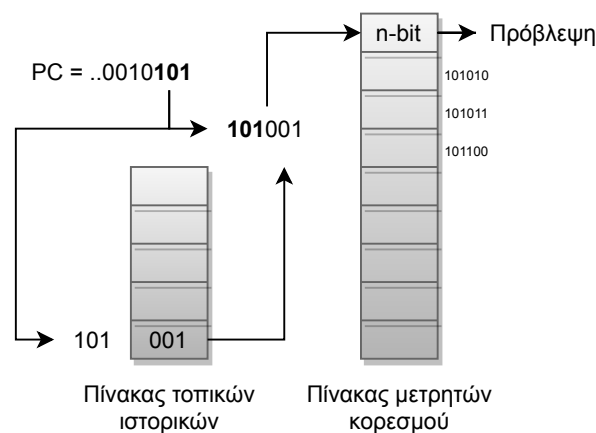 n-bit
Πρόβλεψη
PC = ..0010101
101010
101011
101001
101100
101
001
Πίνακας τοπικών
ιστορικών
Πίνακας μετρητών
κορεσμού